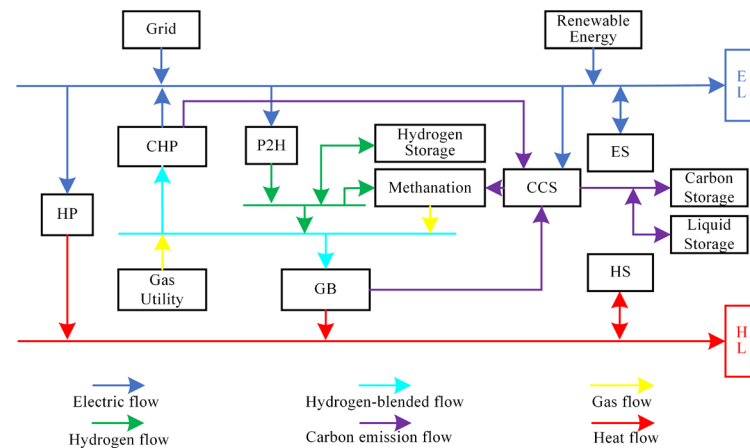 Grid
Renewable
Energy
E
L
CHP
P2H
Hydrogen
Storage
ES
Methanation
CCS
Carbon
Storage
HP
Liquid
Storage
Gas
Utility
GB
HS
H
L
Electric flow
Hydrogen-blended flow
Gas flow
Hydrogen flow
Carbon emission flow
Heat flow